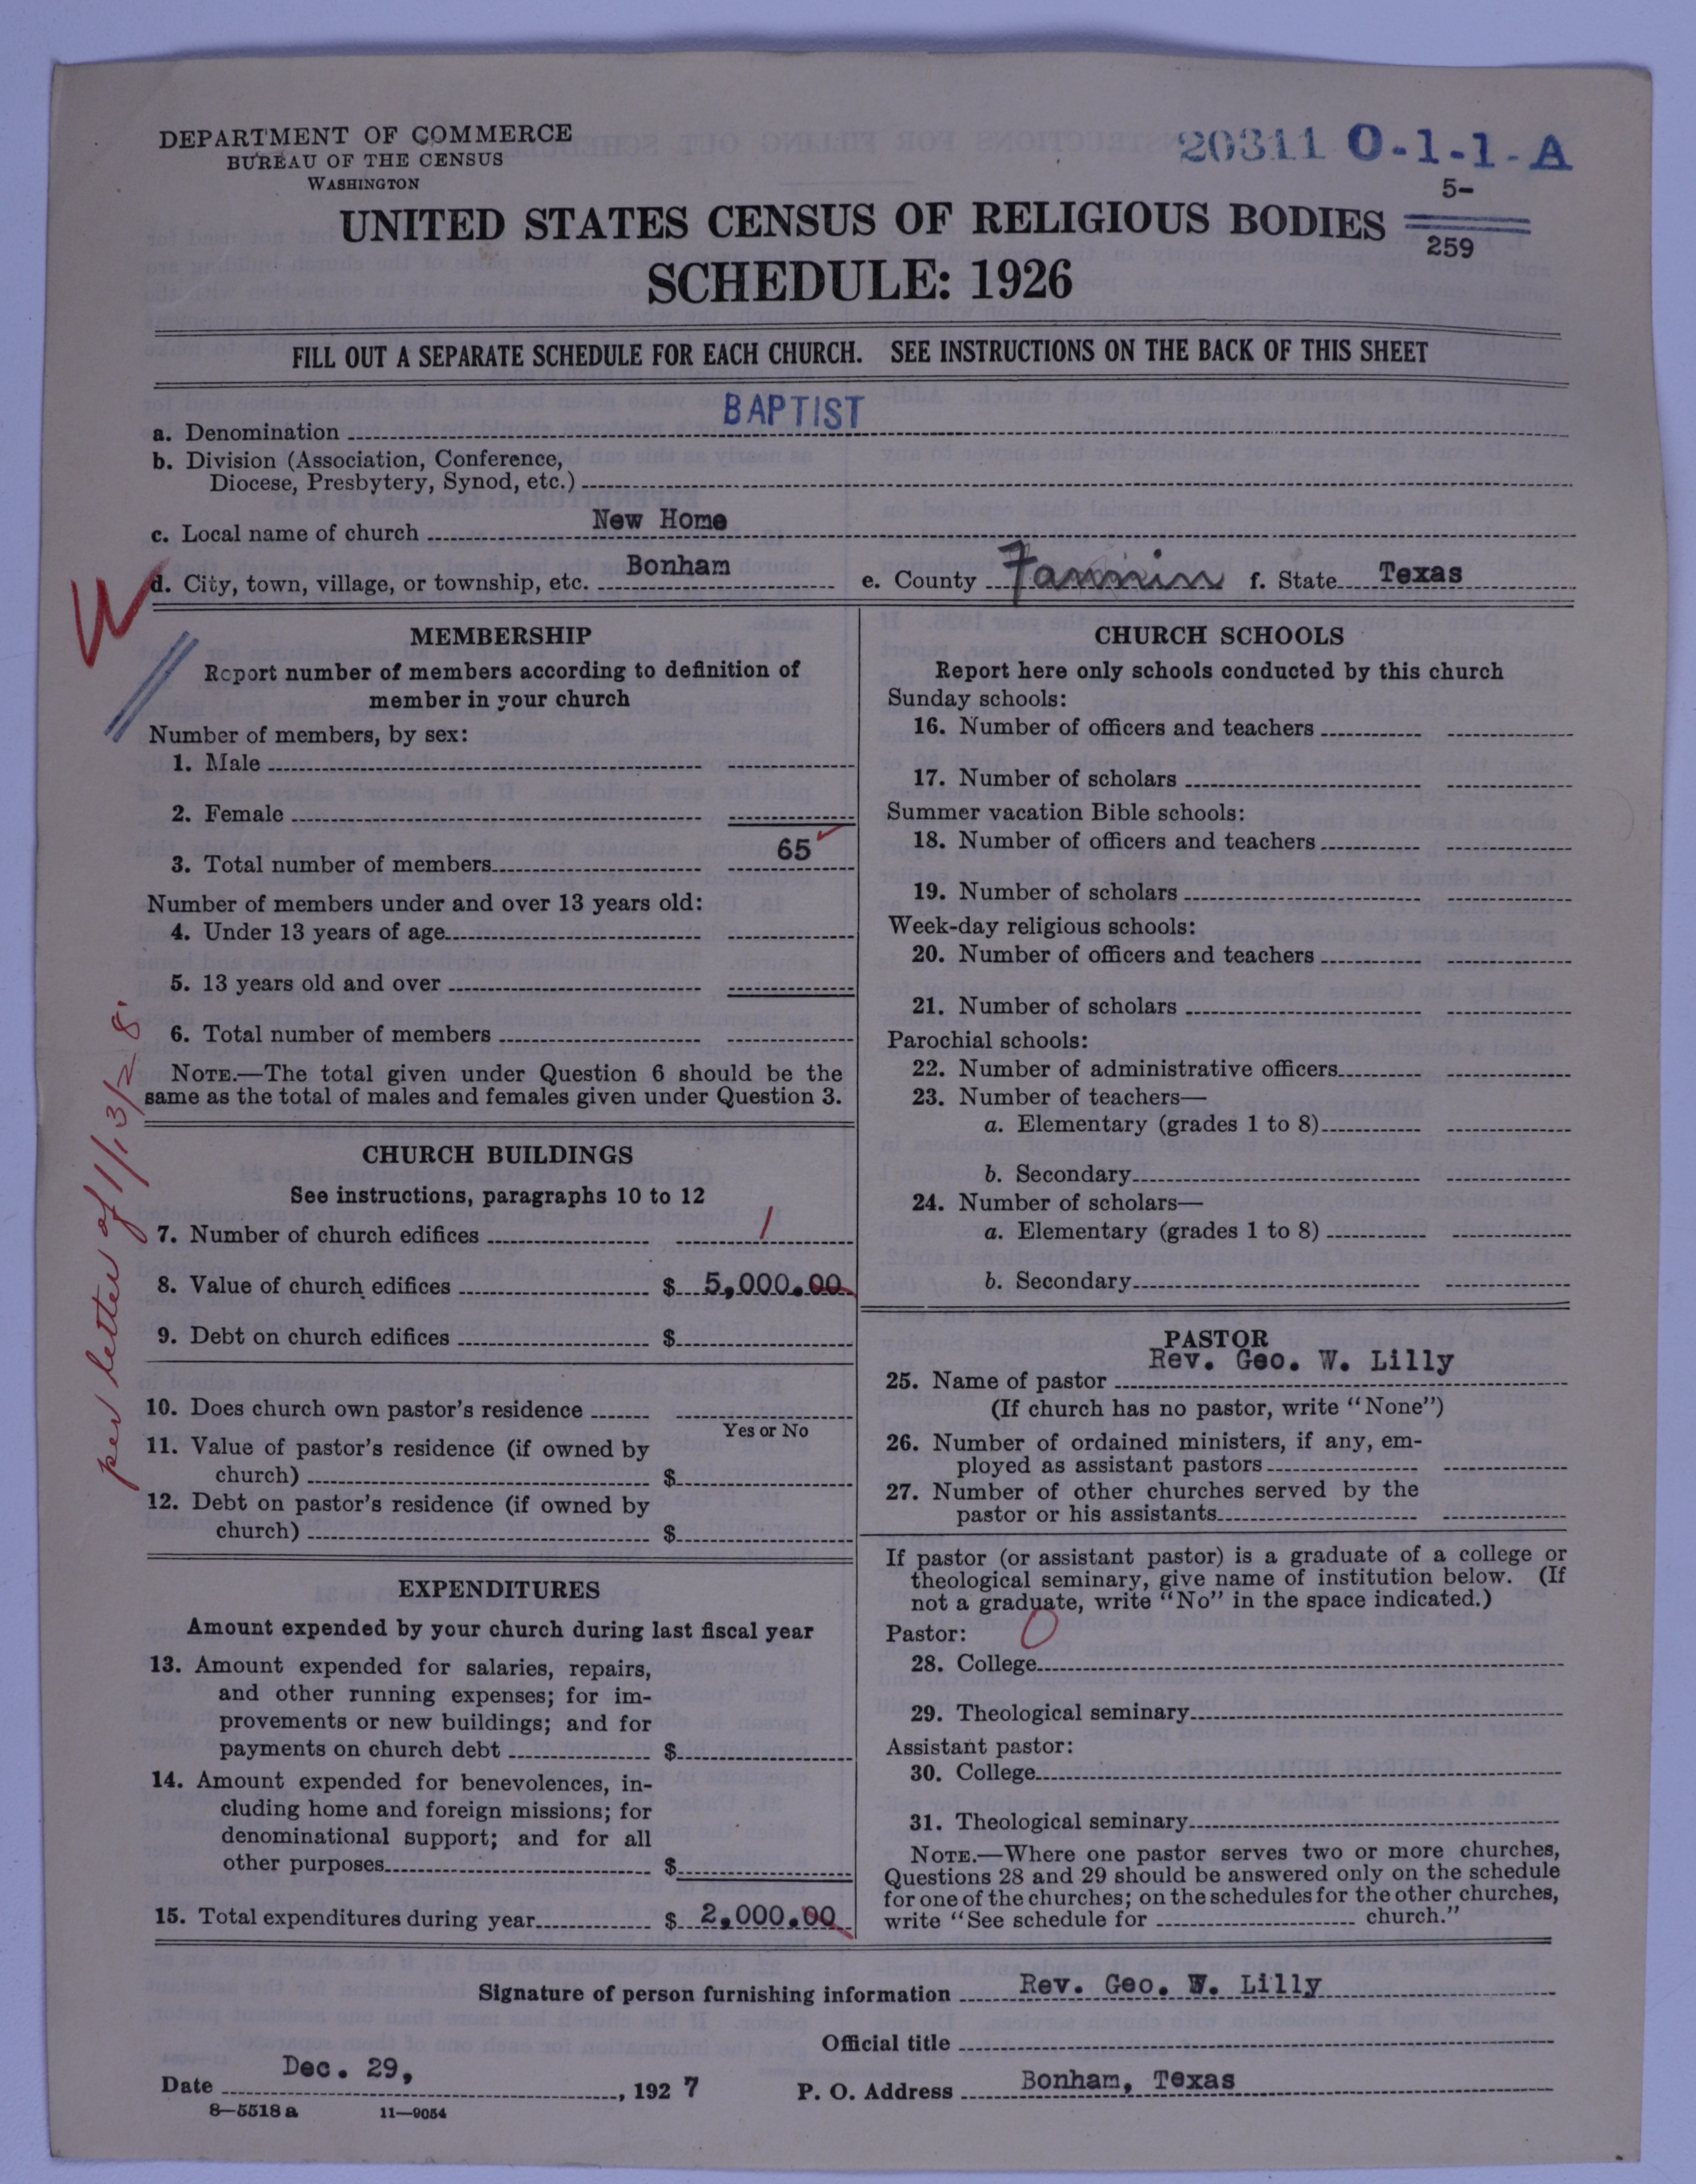 DEPARTMENT OF COMMERCE
BUREAU OF THE CENSUS
WASHINGTON
20311 O-1-1-A
5-
259
UNITED STATES CENSUS OF RELIGIOUS BODIES
SCHEDULE: 1926
FILL OUT A SEPARATE SCHEDULE FOR EACH CHURCH. SEE INSTRUCTIONS ON THE BACK OF THIS SHEET
a. Denomination BAPTIST
b. Division (Association, Conference,
Diocese, Presbytery, Synod, etc.)
c. Local name of church New Home
d. City, town, village, or township, etc. Bonham e. County Fannin f. State Texas
W
MEMBERSHIP
Report number of members according to definition of
member in your church
Number of members, by sex:
1. Male
2. Female
3. Total number of members 65
Number of members under and over 13 years old:
4. Under 13 years of age
5. 13 years old and over
6. Total number of members
NOTE.—The total given under Question 6 should be the
same as the total of males and females given under Question 3.
per letter of 1/13/28
CHURCH BUILDINGS
See instructions, paragraphs 10 to 12
7. Number of church edifices 1
8. Value of church edifices $ 5,000.00
9. Debt on church edifices $
10. Does church own pastor's residence
Yes or No
11. Value of pastor's residence (if owned by
church) $
12. Debt on pastor's residence (if owned by
church) $
EXPENDITURES
Amount expended by your church during last fiscal year
13. Amount expended for salaries, repairs,
and other running expenses; for im-
provements or new buildings; and for
payments on church debt $
14. Amount expended for benevolences, in-
cluding home and foreign missions; for
denominational support; and for all
other purposes $
15. Total expenditures during year $ 2,000.00
CHURCH SCHOOLS
Report here only schools conducted by this church
Sunday schools:
16. Number of officers and teachers
17. Number of scholars
Summer vacation Bible schools:
18. Number of officers and teachers
19. Number of scholars
Week-day religious schools:
20. Number of officers and teachers
21. Number of scholars
Parochial schools:
22. Number of administrative officers
23. Number of teachers—
a. Elementary (grades 1 to 8)
b. Secondary
24. Number of scholars—
a. Elementary (grades 1 to 8)
b. Secondary
PASTOR
25. Name of pastor Rev. Geo. W. Lilly
(If church has no pastor, write "None")
26. Number of ordained ministers, if any, em-
ployed as assistant pastors
27. Number of other churches served by the
pastor or his assistants
If pastor (or assistant pastor) is a graduate of a college or
theological seminary, give name of institution below. (If
not a graduate, write "No" in the space indicated.)
Pastor: 0
28. College
29. Theological seminary
Assistant pastor:
30. College
31. Theological seminary
NOTE.—Where one pastor serves two or more churches,
Questions 28 and 29 should be answered only on the schedule
for one of the churches; on the schedules for the other churches,
write "See schedule for church."
Signature of person furnishing information Rev. Geo. W. Lilly
Official title
Date Dec. 29, , 1927 P. O. Address Bonham, Texas
8—5518 a 11—9054